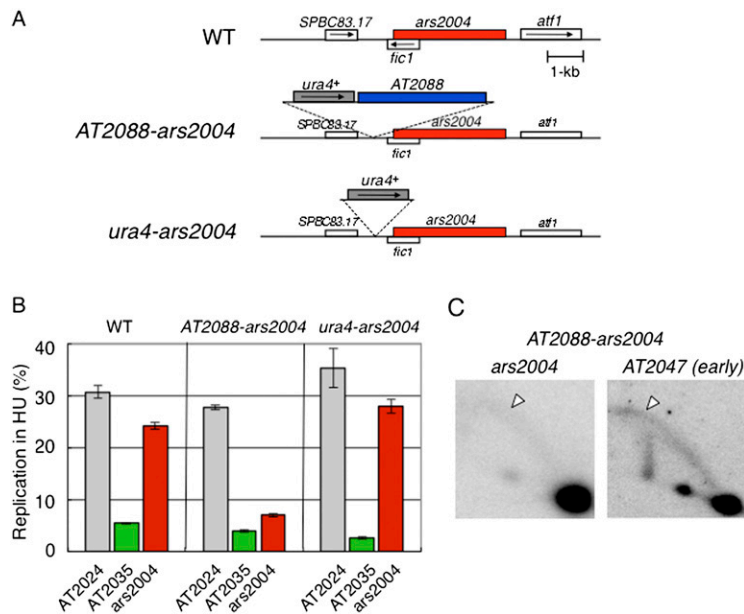 A
WT
SPBC83.17
ars2004
atf1
fic1
1-kb
ura4+
AT2088
AT2088-ars2004
SPBC83.17
ars2004
atf1
fic1
ura4+
ura4-ars2004
SPBC83.17
ars2004
atf1
fic1
B
WT
AT2088-ars2004
ura4-ars2004
Replication in HU (%)
40
30
20
10
0
AT2024
AT2035
ars2004
AT2024
AT2035
ars2004
AT2024
AT2035
ars2004
C
AT2088-ars2004
ars2004
AT2047 (early)